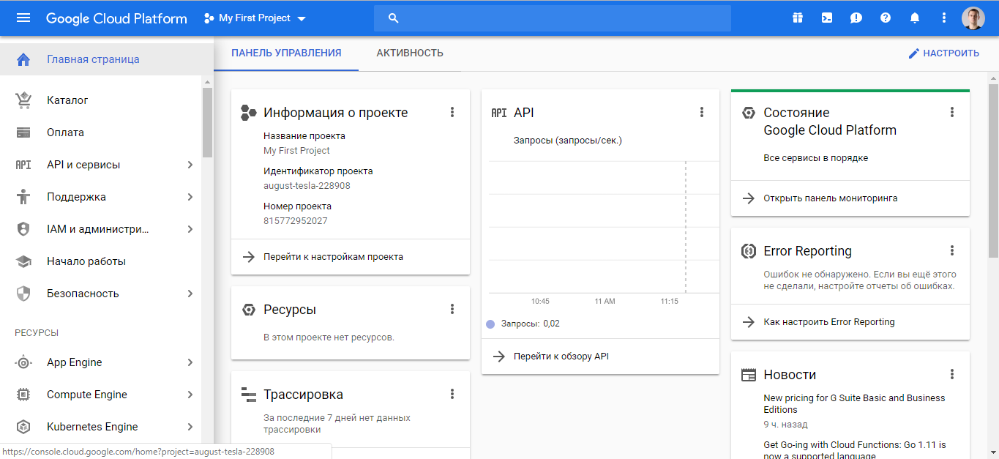 Google Cloud Platform
My First Project
Главная страница
Каталог
Оплата
API
API и сервисы
Поддержка
IAM и администри...
Начало работы
Безопасность
РЕСУРСЫ
App Engine
Compute Engine
Kubernetes Engine
https://console.cloud.google.com/home?project=august-tesla-228908
ПАНЕЛЬ УПРАВЛЕНИЯ
АКТИВНОСТЬ
НАСТРОИТЬ
Информация о проекте
Название проекта
My First Project
Идентификатор проекта
august-tesla-228908
Номер проекта
815772952027
Перейти к настройкам проекта
Ресурсы
В этом проекте нет ресурсов.
Трассировка
За последние 7 дней нет данных
трассировки
API
API
Запросы (запросы/сек.)
10:45
11 AM
11:15
Запросы: 0,02
Перейти к обзору API
Состояние
Google Cloud Platform
Все сервисы в порядке
Открыть панель мониторинга
Error Reporting
Ошибок не обнаружено. Если вы ещё этого
не сделали, настройте отчеты об ошибках.
Как настроить Error Reporting
Новости
New pricing for G Suite Basic and Business
Editions
9 ч. назад
Get Go-ing with Cloud Functions: Go 1.11 is
now a supported language